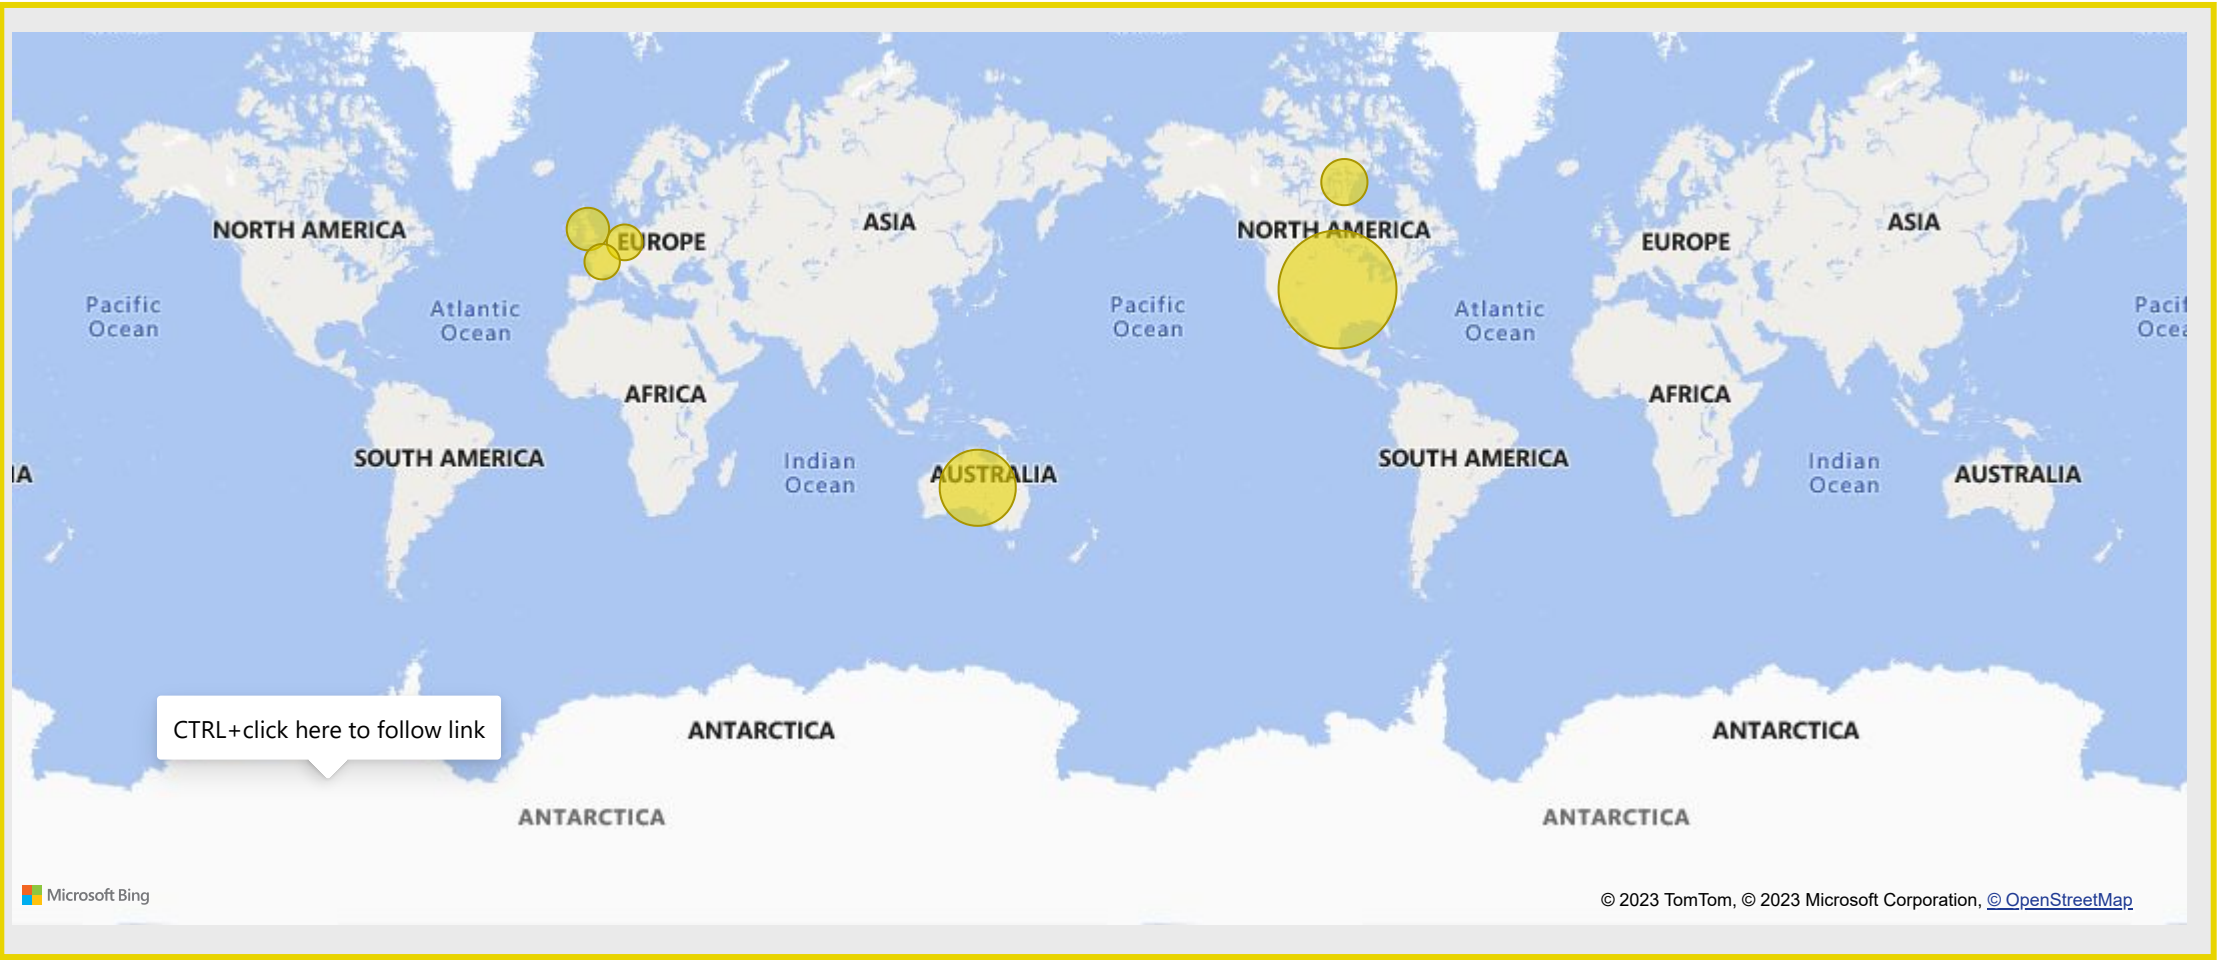 NORTH AMERICA
EUROPE
ASIA
NORTH AMERICA
EUROPE
ASIA
Pacific
Ocean
Atlantic
Ocean
Pacific
Ocean
Atlantic
Ocean
Pacif
Ocea
AFRICA
AFRICA
SOUTH AMERICA
Indian
Ocean
AUSTRALIA
SOUTH AMERICA
Indian
Ocean
AUSTRALIA
IA
CTRL+click here to follow link
ANTARCTICA
ANTARCTICA
ANTARCTICA
ANTARCTICA
Microsoft Bing
© 2023 TomTom, © 2023 Microsoft Corporation, © OpenStreetMap